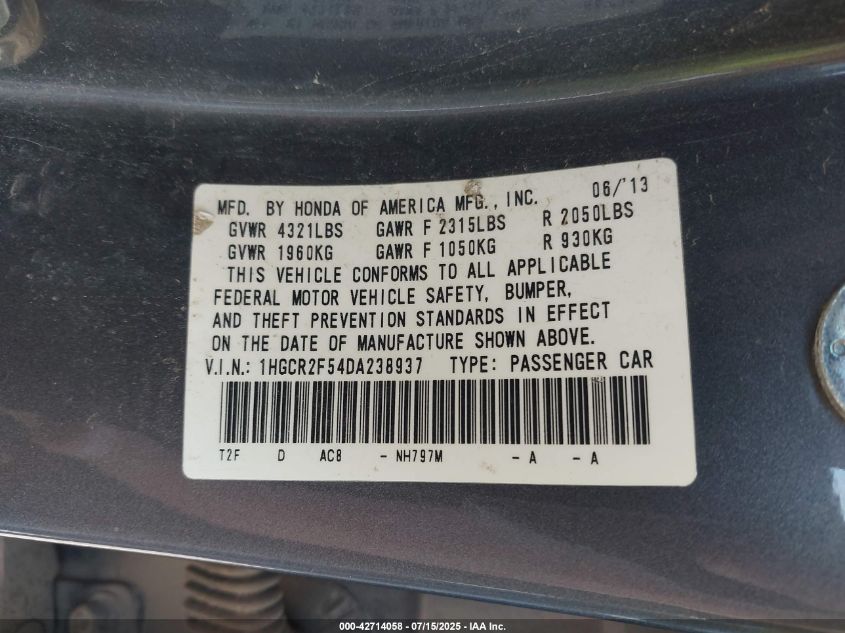 MFD. BY HONDA OF AMERICA MFG., INC. 06/'13
GVWR 4321LBS GAWR F 2315LBS R 2050LBS
GVWR 1960KG GAWR F 1050KG R 930KG
THIS VEHICLE CONFORMS TO ALL APPLICABLE
FEDERAL MOTOR VEHICLE SAFETY, BUMPER,
AND THEFT PREVENTION STANDARDS IN EFFECT
ON THE DATE OF MANUFACTURE SHOWN ABOVE.
V.I.N.: 1HGCR2F54DA238937 TYPE: PASSENGER CAR
T2F D AC8 - NH797M - A - A
000-42714058 - 07/15/2025 - IAA Inc.